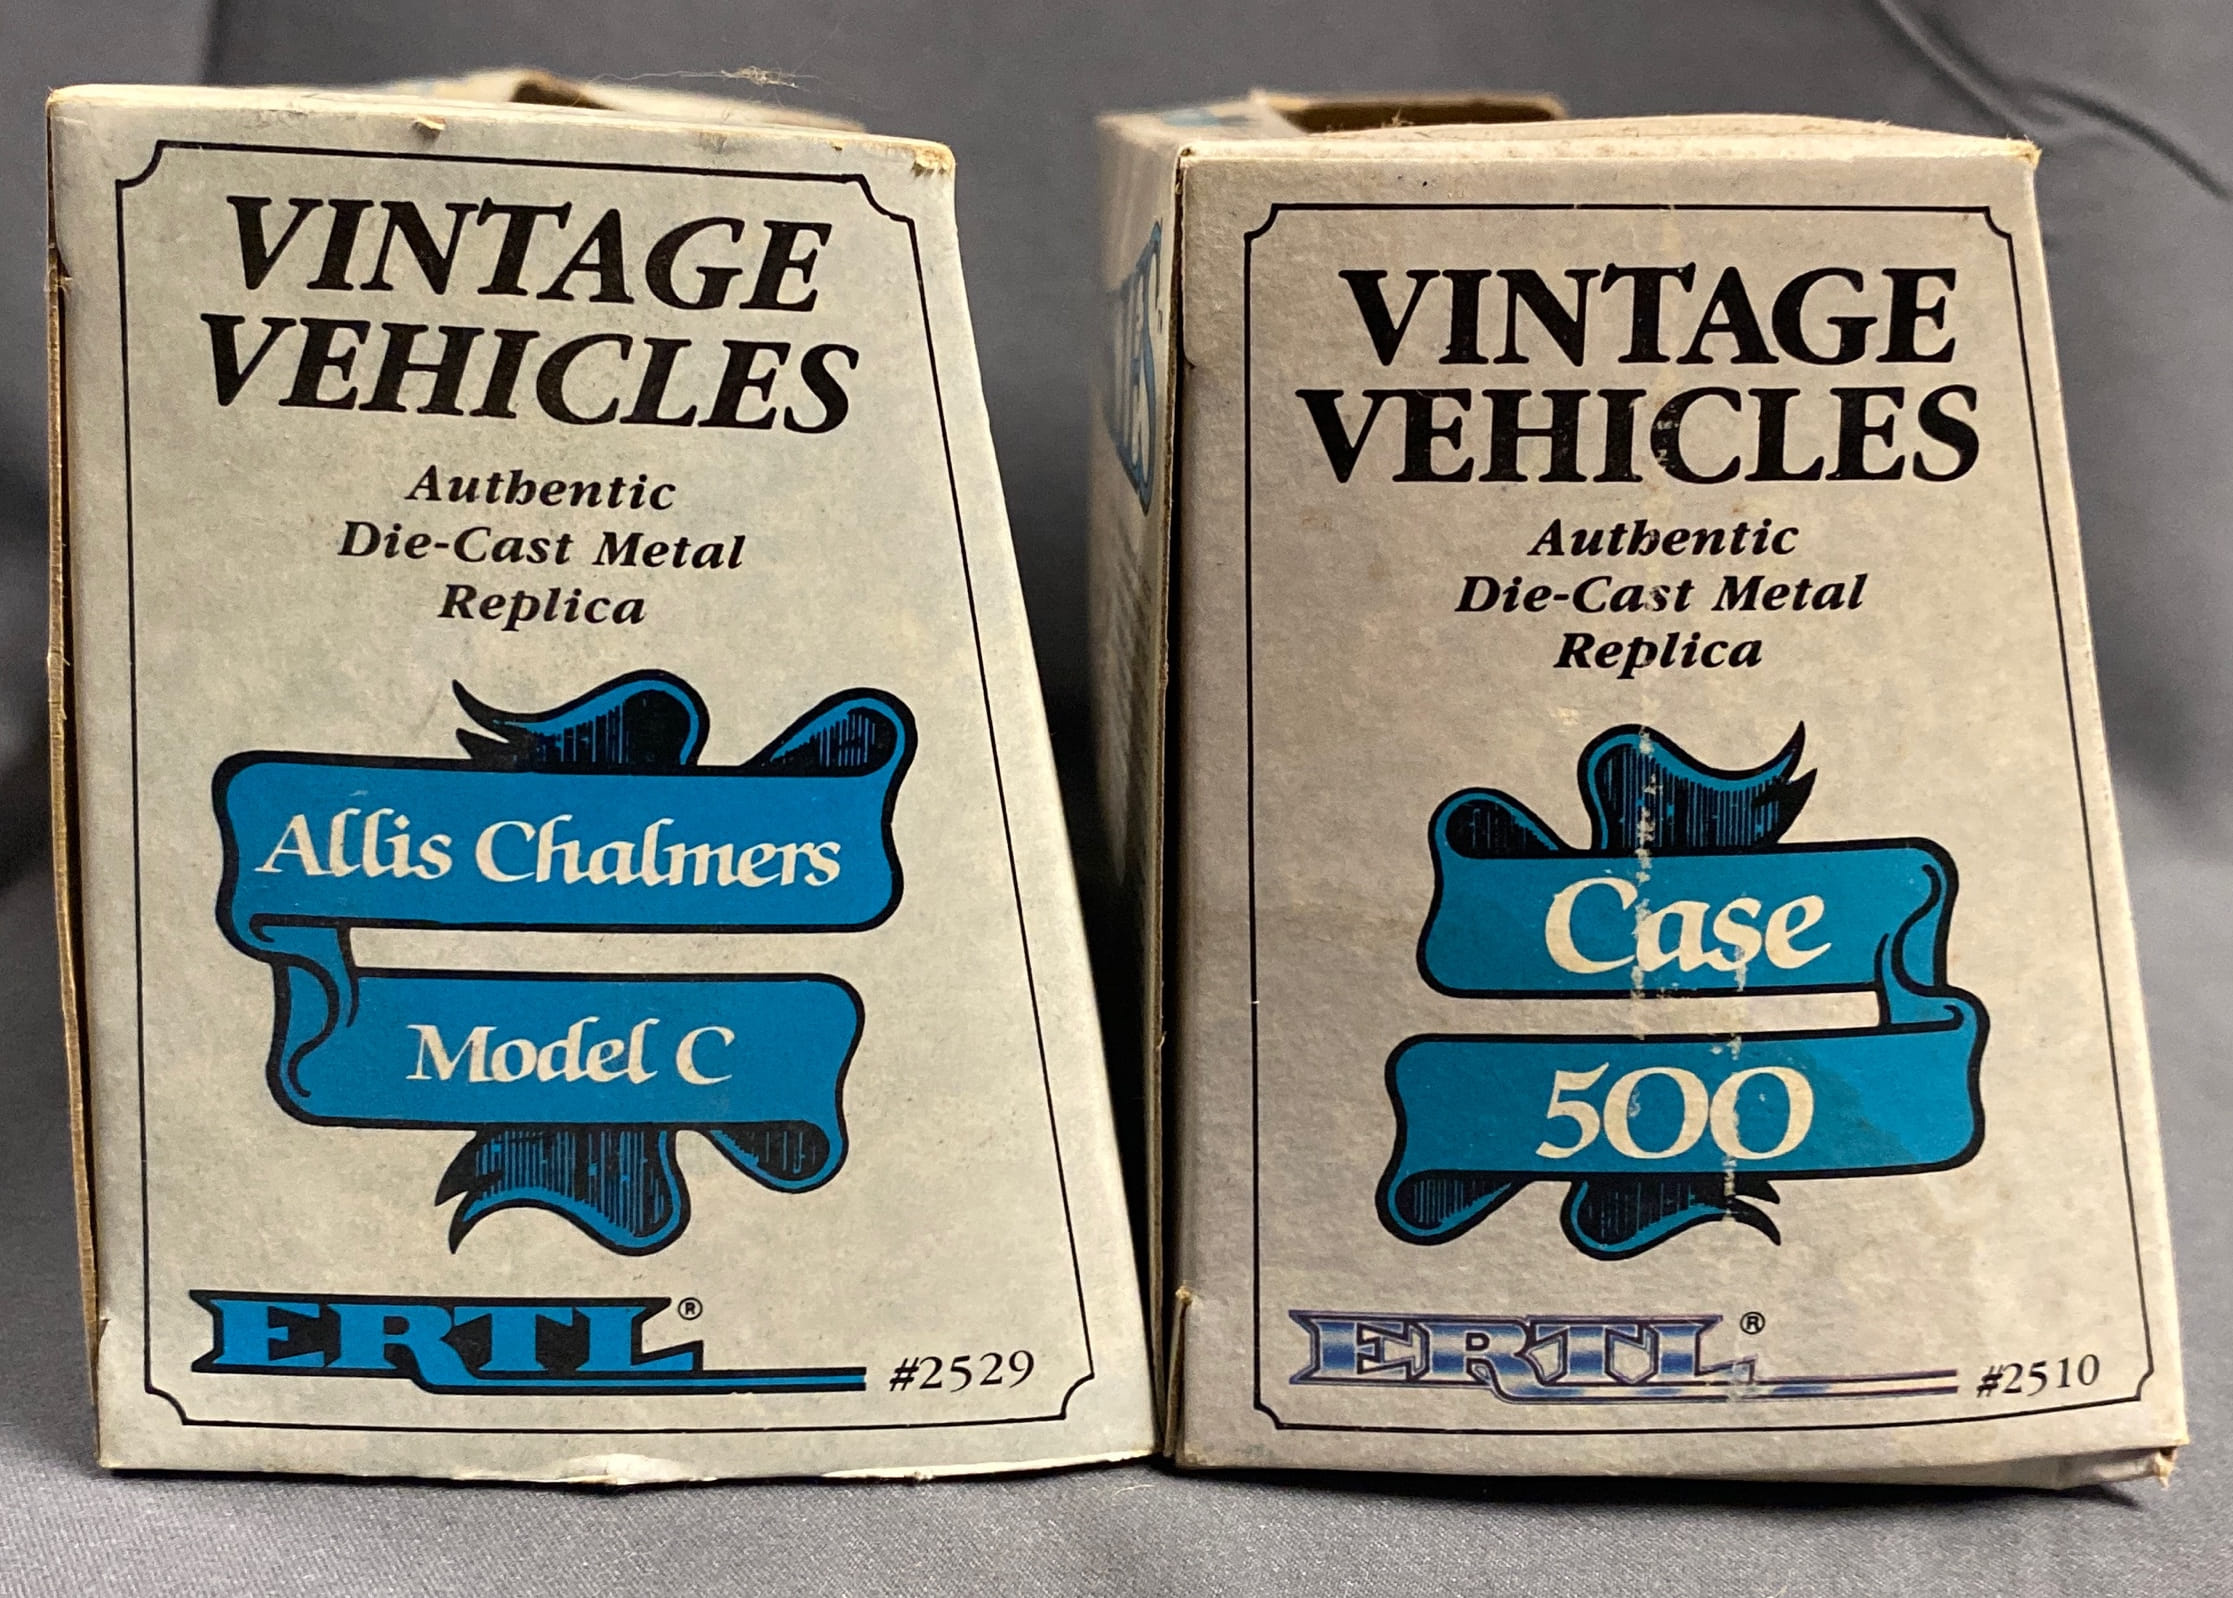 VINTAGE
VEHICLES
Authentic
Die-Cast Metal
Replica
Allis Chalmers
Model C
ERTL®
#2529
VINTAGE
VEHICLES
Authentic
Die-Cast Metal
Replica
Case
500
ERTL®
#2510